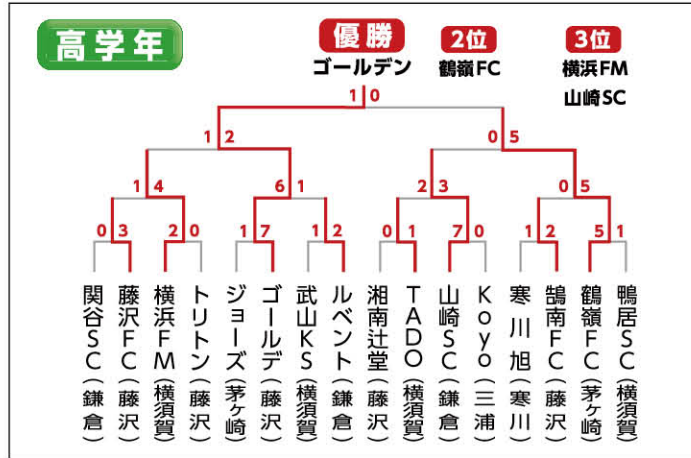 高学年
優勝
ゴールデン
2位
鶴嶺FC
3位
横浜FM
山崎SC
1 0
1 2
0 5
1 4
6 1
2 3
0 5
0 3
2 0
1 7
1 2
0 1
7 0
1 2
5 1
関谷SC(鎌倉)
藤沢FC(藤沢)
横浜FM(横須賀)
トリトン(藤沢)
ジョーズ(茅ヶ崎)
ゴールデ(藤沢)
武山KS(横須賀)
ルベント(鎌倉)
湘南辻堂(藤沢)
TADO(横須賀)
山崎SC(鎌倉)
Koyo(三浦)
寒川旭(寒川)
鵠南FC(藤沢)
鶴嶺FC(茅ヶ崎)
鴨居SC(横須賀)